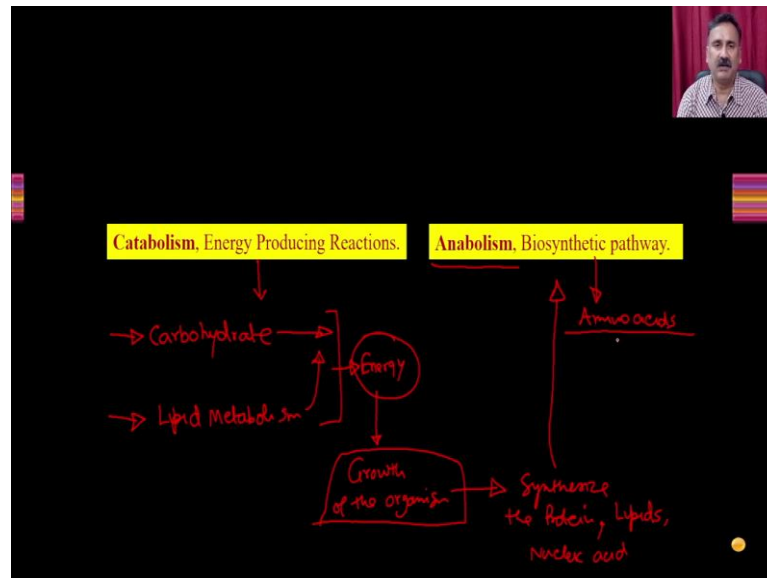 Catabolism, Energy Producing Reactions.
Anabolism, Biosynthetic pathway.
Carbohydrate
Lipid Metabolism
Energy
Growth
of the organism
Synthesize
the Protein, Lipids,
Nucleic acid
Amino acids